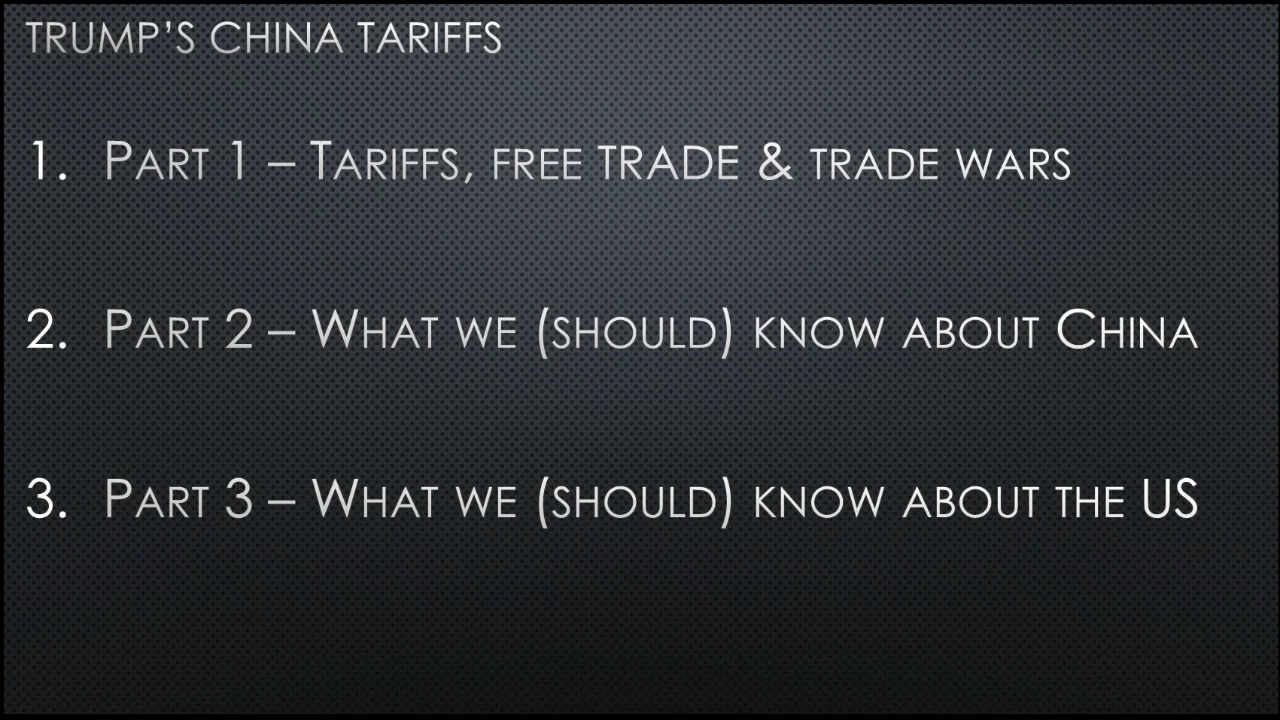 TRUMP'S CHINA TARIFFS
1. PART 1 – TARIFFS, FREE TRADE & TRADE WARS
2. PART 2 – WHAT WE (SHOULD) KNOW ABOUT CHINA
3. PART 3 – WHAT WE (SHOULD) KNOW ABOUT THE US